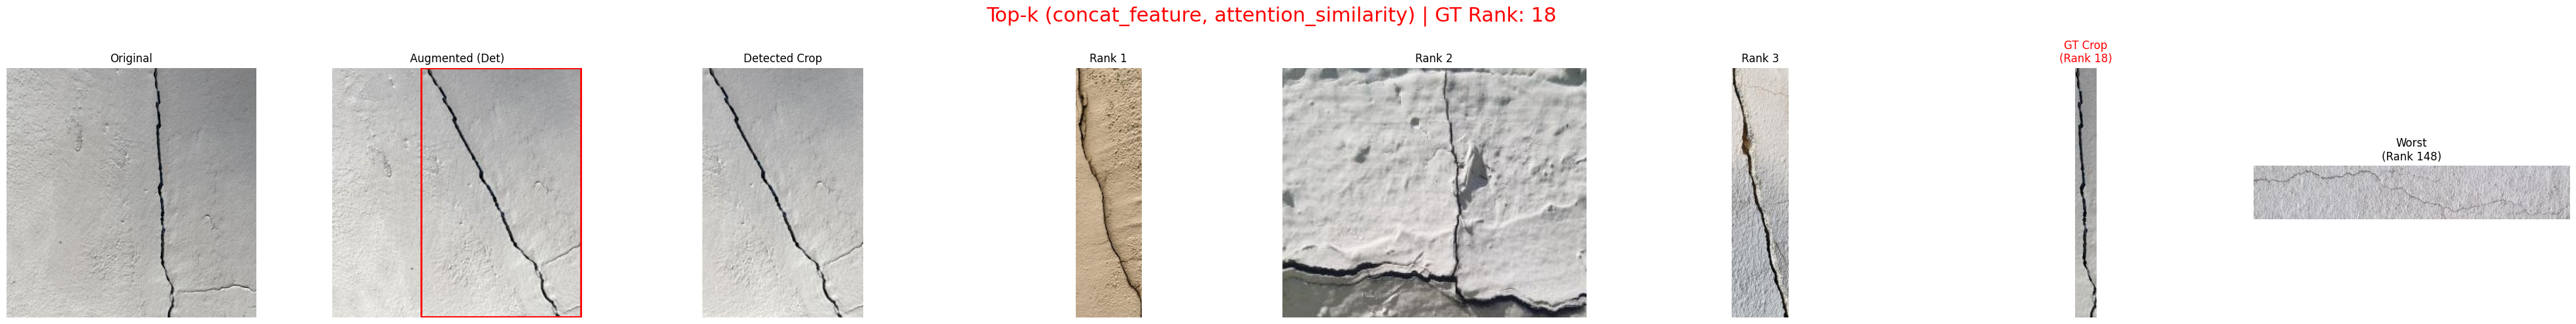 Top-k (concat_feature, attention_similarity) | GT Rank: 18
Original
Augmented (Det)
Detected Crop
Rank 1
Rank 2
Rank 3
GT Crop
(Rank 18)
Worst
(Rank 148)